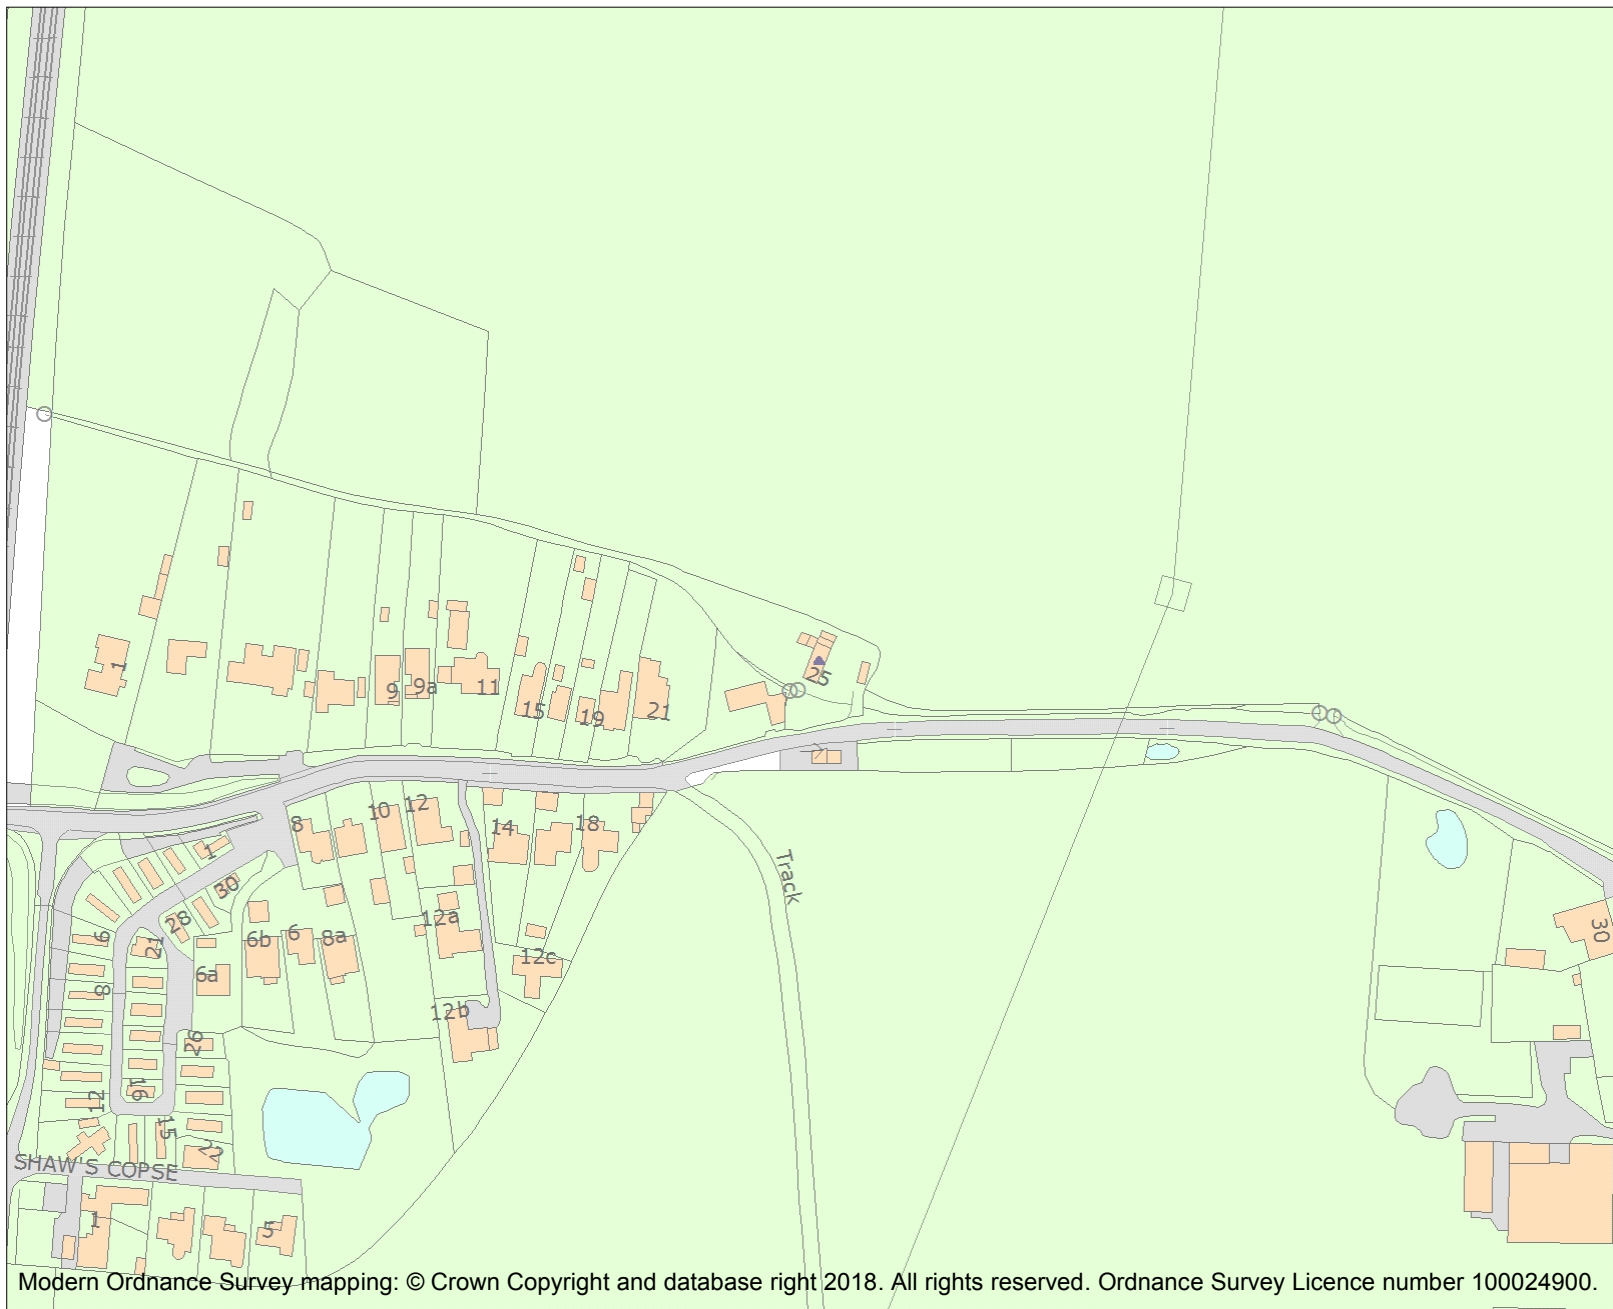 1
9
9a
11
25
15
19
21
8
10
12
14
18
1
30
28
Track
9
21
6b
6
8a
12a
30
6a
8
12c
12b
26
16
12
15
22
SHAW'S COPSE
1
5
Modern Ordnance Survey mapping: © Crown Copyright and database right 2018. All rights reserved. Ordnance Survey Licence number 100024900.